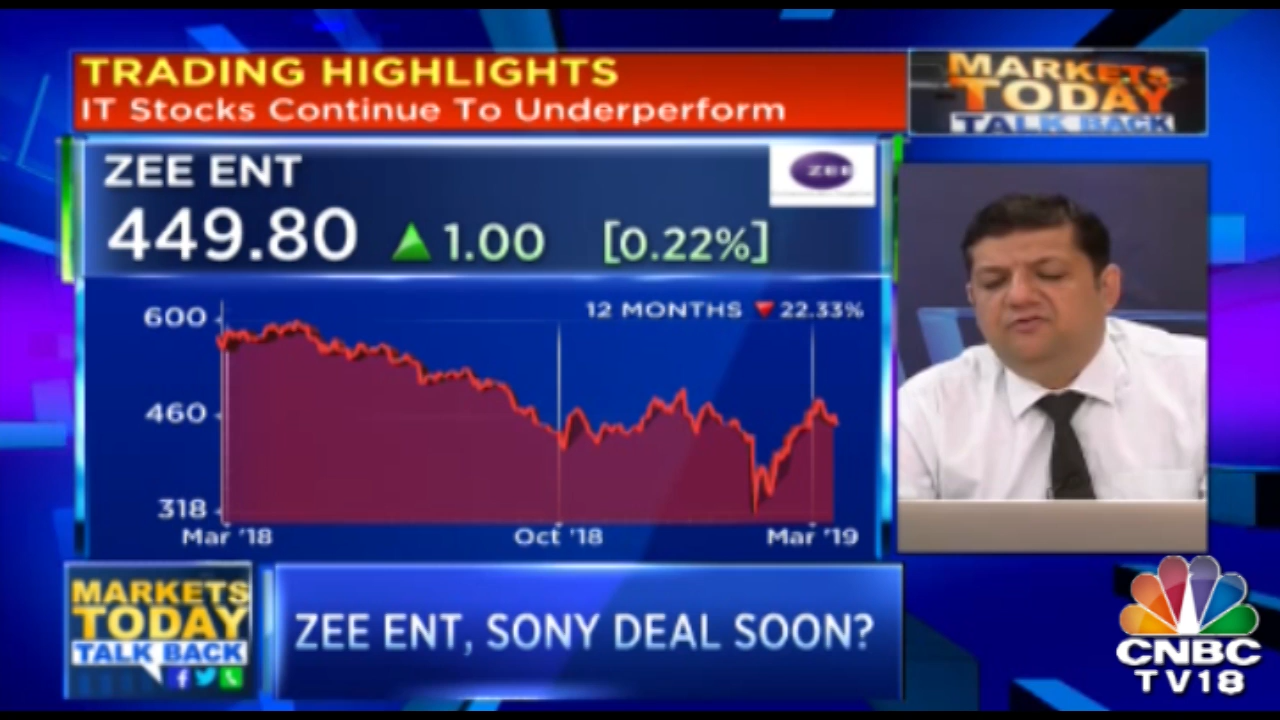 TRADING HIGHLIGHTS
IT Stocks Continue To Underperform
MARKETS
TODAY
TALK BACK
ZEE ENT
ZEE
449.80 ▲ 1.00 [0.22%]
12 MONTHS ▼ 22.33%
600
460
318
Mar '18 Oct '18 Mar '19
MARKETS
TODAY
TALK BACK
ZEE ENT, SONY DEAL SOON?
CNBC
TV18